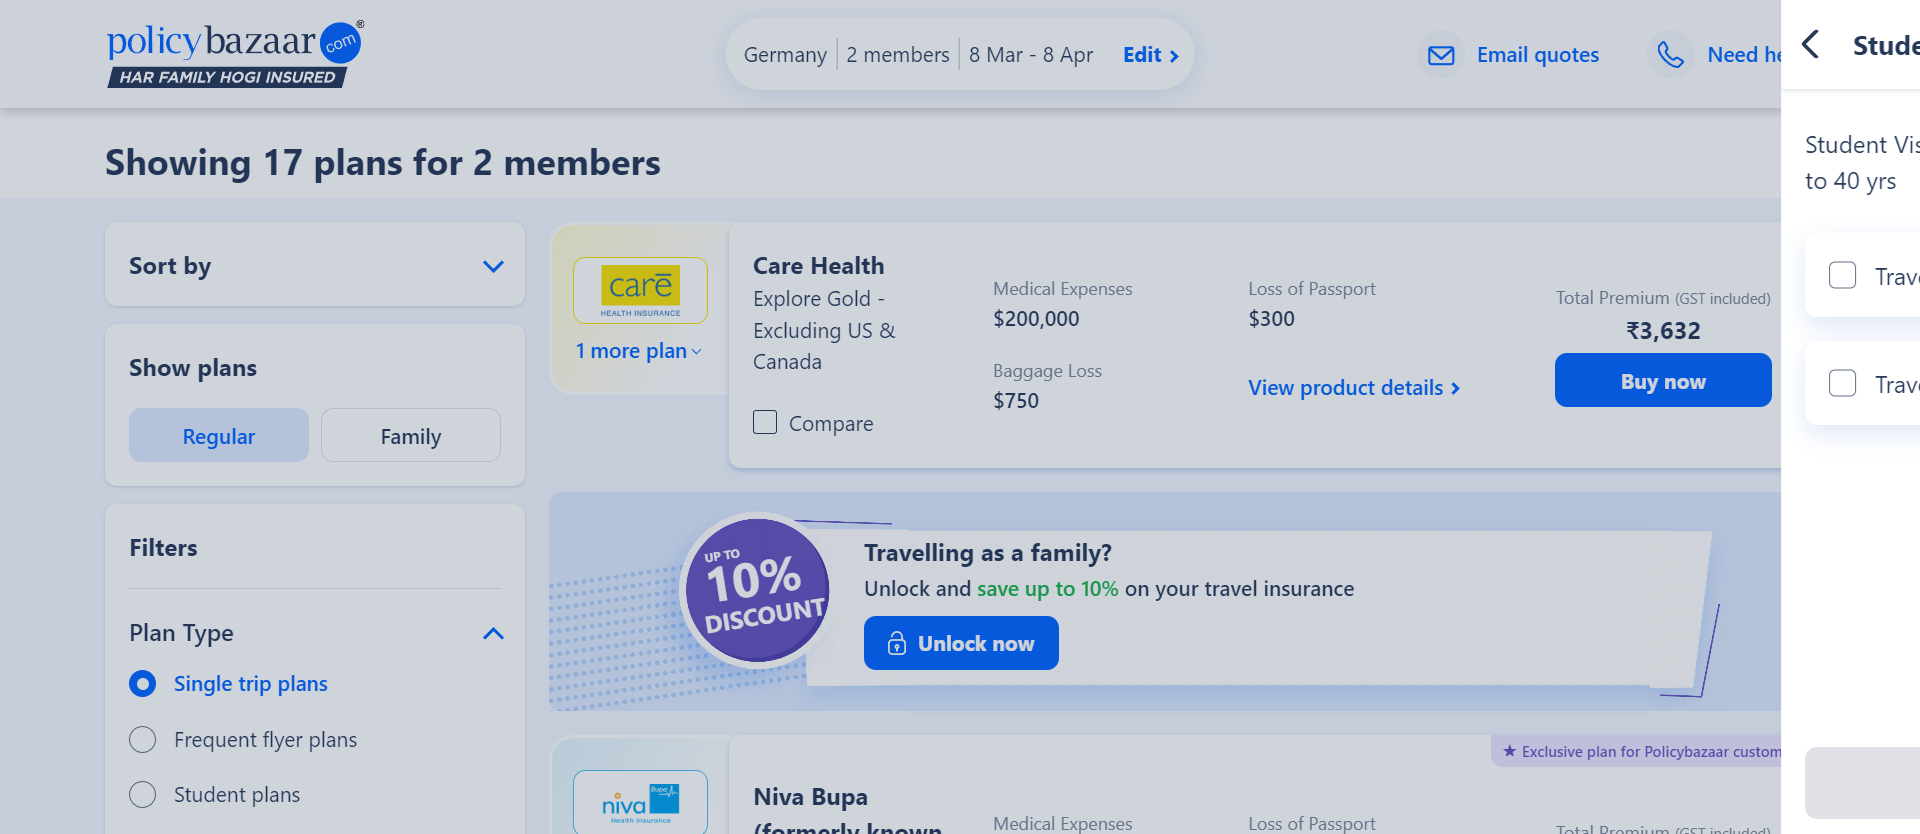 policybazaar com ®
HAR FAMILY HOGI INSURED
Germany 2 members 8 Mar - 8 Apr Edit
Email quotes
Need he
Stude
Showing 17 plans for 2 members
Student Vis
to 40 yrs
Trave
Trave
Sort by
Show plans
Regular Family
Filters
Plan Type
Single trip plans
Frequent flyer plans
Student plans
care
HEALTH INSURANCE
1 more plan
Care Health
Explore Gold -
Excluding US &
Canada
Compare
Medical Expenses
$200,000
Baggage Loss
$750
Loss of Passport
$300
View product details
Total Premium (GST included)
₹3,632
Buy now
UP TO
10%
DISCOUNT
Travelling as a family?
Unlock and save up to 10% on your travel insurance
Unlock now
Exclusive plan for Policybazaar custom
niva Bupa
Health Insurance
Niva Bupa
(formerly known
Medical Expenses
Loss of Passport
Total Premium (GST included)